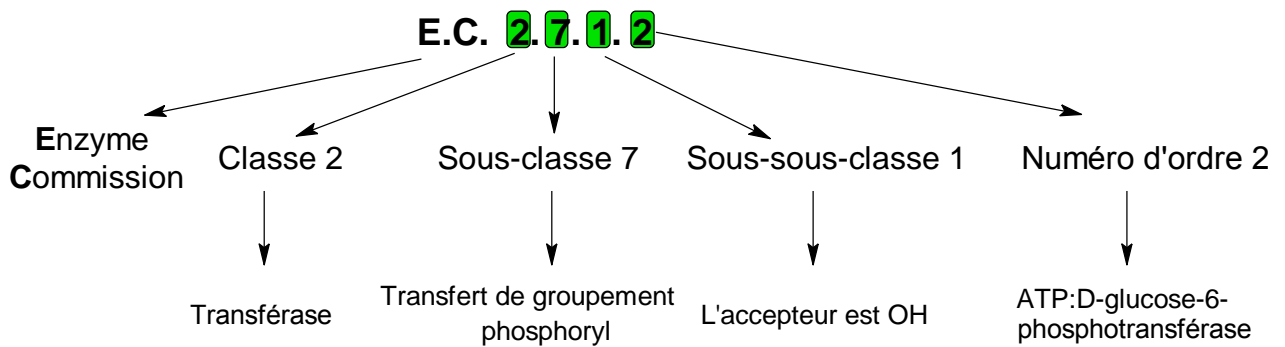 E.C. 2.7.1.2
Enzyme
Commission
Classe 2
Sous-classe 7
Sous-sous-classe 1
Numéro d'ordre 2
Transférase
Transfert de groupement
phosphoryl
L'accepteur est OH
ATP:D-glucose-6-
phosphotransférase